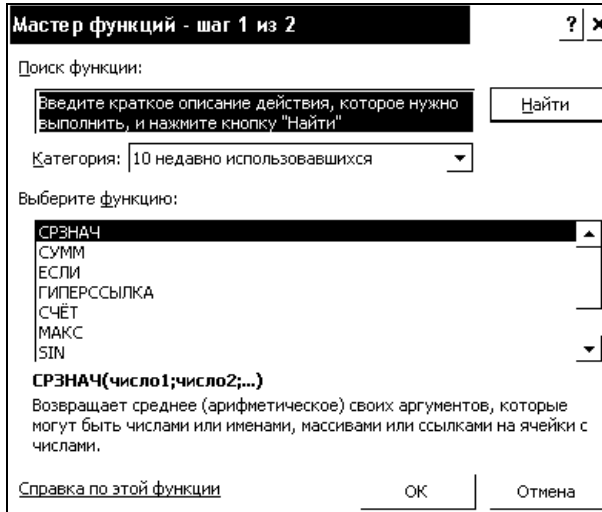 Мастер функций - шаг 1 из 2 ? ×
Поиск функции:
Введите краткое описание действия, которое нужно
выполнить, и нажмите кнопку "Найти"
Найти
Категория: 10 недавно использовавшихся
Выберите функцию:
СРЗНАЧ
СУММ
ЕСЛИ
ГИПЕРССЫЛКА
СЧЁТ
МАКС
SIN
СРЗНАЧ(число1;число2;...)
Возвращает среднее (арифметическое) своих аргументов, которые
могут быть числами или именами, массивами или ссылками на ячейки с
числами.
Справка по этой функции
ОК
Отмена